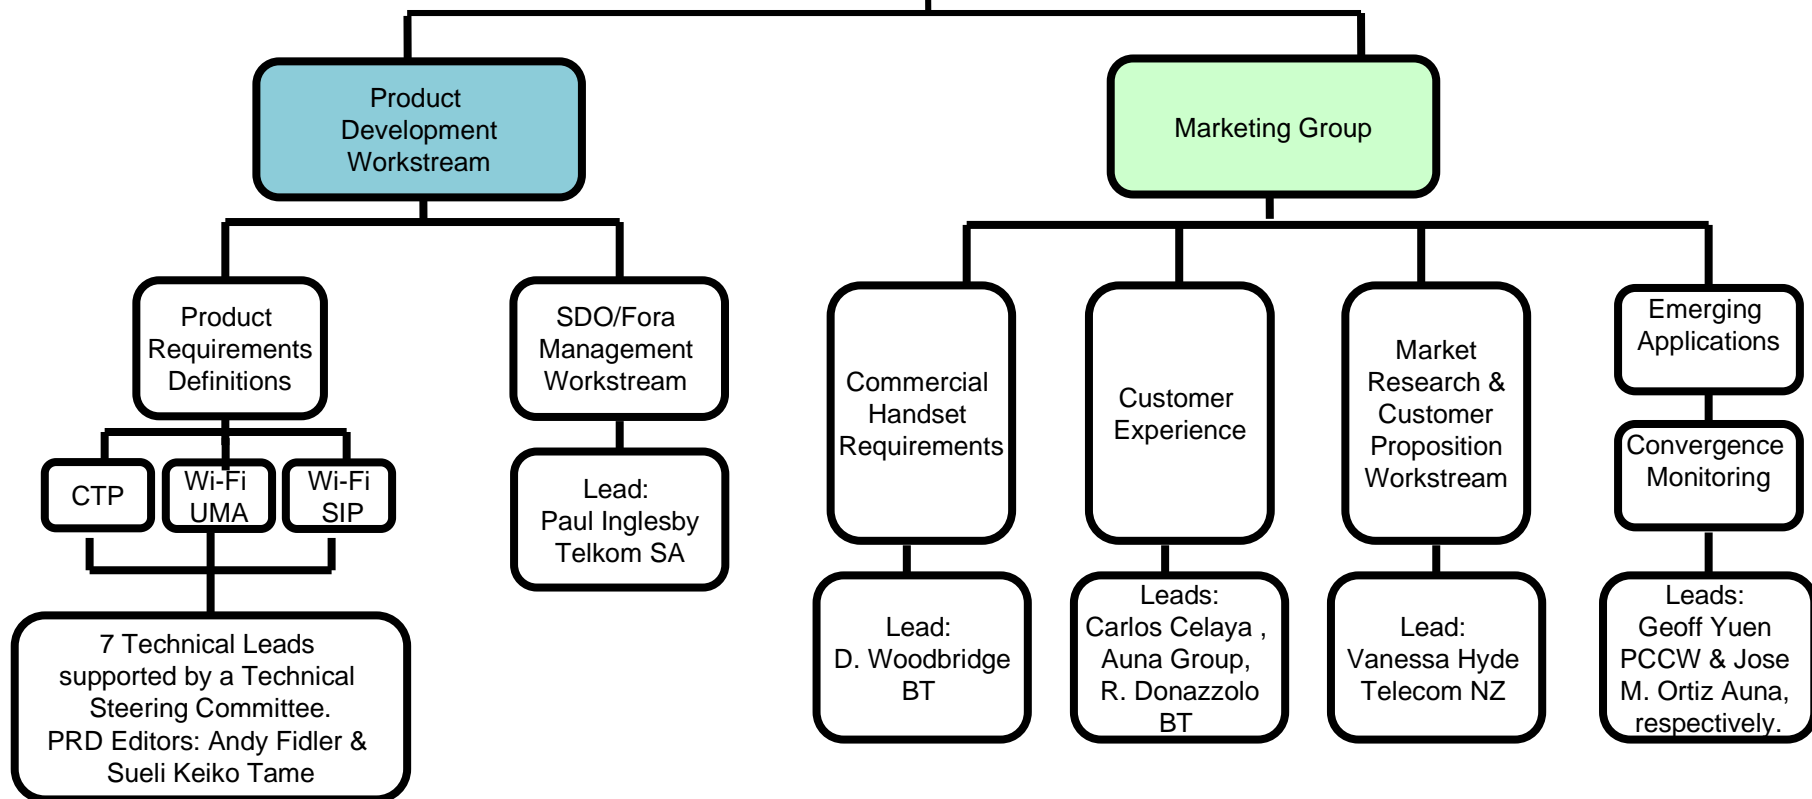 Product
Development
Workstream
Marketing Group
Product
Requirements
Definitions
SDO/Fora
Management
Workstream
Commercial
Handset
Requirements
Customer
Experience
Market
Research &
Customer
Proposition
Workstream
Emerging
Applications
Convergence
Monitoring
CTP
Wi-Fi
UMA
Wi-Fi
SIP
Lead:
Paul Inglesby
Telkom SA
7 Technical Leads
supported by a Technical
Steering Committee.
PRD Editors: Andy Fidler &
Sueli Keiko Tame
Lead:
D. Woodbridge
BT
Leads:
Carlos Celaya ,
Auna Group,
R. Donazzolo
BT
Lead:
Vanessa Hyde
Telecom NZ
Leads:
Geoff Yuen
PCCW & Jose
M. Ortiz Auna,
respectively.